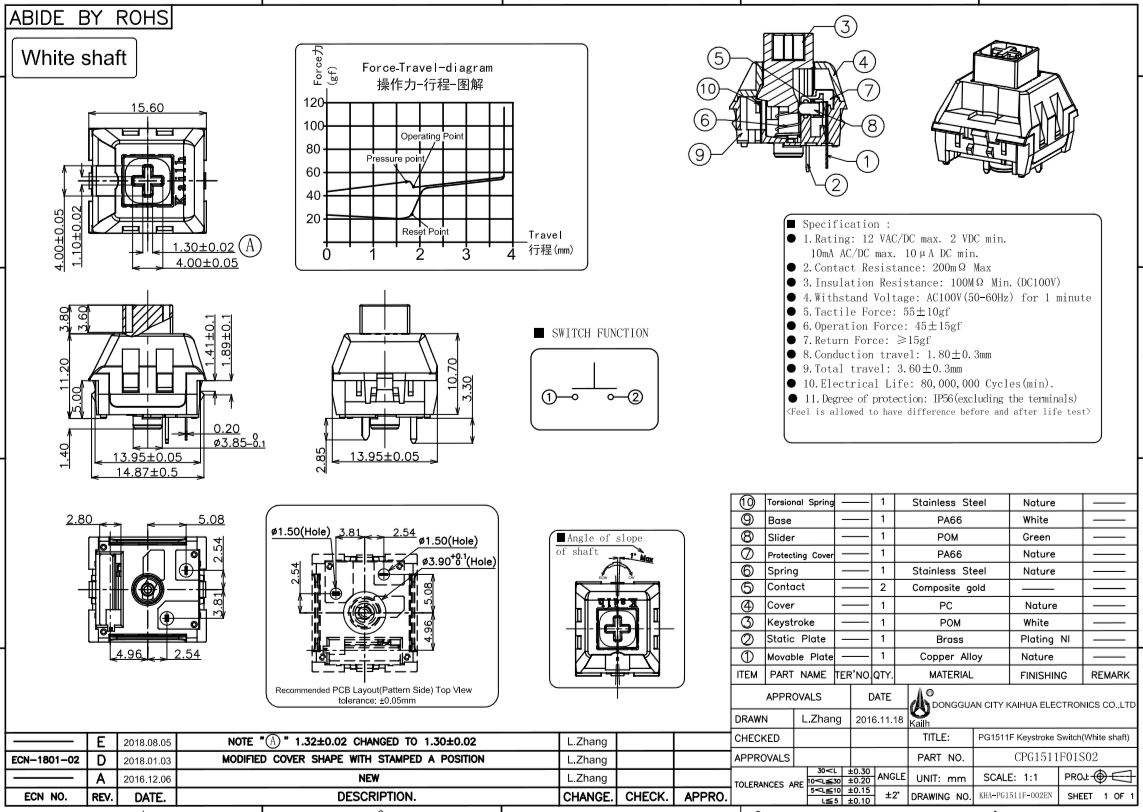 ABIDE BY ROHS
White shaft
15.60
4.00±0.05
1.10±0.02
Kailh
1.30±0.02 A
4.00±0.05
Force力
(gf)
Force-Travel-diagram
操作力-行程-图解
120
100
80
60
40
20
Operating Point
Pressure point
Reset Point
0 1 2 3 4
Travel
行程(mm)
3
5
4
10
7
6
8
9
1
2
■ Specification :
● 1.Rating: 12 VAC/DC max. 2 VDC min.
10mA AC/DC max. 10μA DC min.
● 2.Contact Resistance: 200mΩ Max
● 3.Insulation Resistance: 100MΩ Min.(DC100V)
● 4.Withstand Voltage: AC100V(50-60Hz) for 1 minute
● 5.Tactile Force: 55±10gf
● 6.Operation Force: 45±15gf
● 7.Return Force: ≥15gf
● 8.Conduction travel: 1.80±0.3mm
● 9.Total travel: 3.60±0.3mm
● 10.Electrical Life: 80,000,000 Cycles(min).
● 11.Degree of protection: IP56(excluding the terminals)
<Feel is allowed to have difference before and after life test>
3.80
3.60
11.20
5.00
1.40
1.41±0.1
1.89±0.1
0.20
ø3.85 0 -0.1
13.95±0.05
14.87±0.5
10.70
3.30
2.85
13.95±0.05
■ SWITCH FUNCTION
1 2
2.80 5.08
2.54
3.81
4.96 2.54
ø1.50(Hole) 3.81 2.54
ø1.50(Hole)
ø3.90 +0.1 0 (Hole)
2.54
5.08
4.96
Recommended PCB Layout(Pattern Side) Top View
tolerance: ±0.05mm
■Angle of slope
of shaft
1° Max
Kailh
⑩ Torsional Spring —— 1 Stainless Steel Nature ——
⑨ Base —— 1 PA66 White ——
⑧ Slider —— 1 POM Green ——
⑦ Protecting Cover —— 1 PA66 Nature ——
⑥ Spring —— 1 Stainless Steel Nature ——
⑤ Contact —— 2 Composite gold —— ——
④ Cover —— 1 PC Nature ——
③ Keystroke —— 1 POM White ——
② Static Plate —— 1 Brass Plating NI ——
① Movable Plate —— 1 Copper Alloy Nature ——
ITEM PART NAME TER'NO. QTY. MATERIAL FINISHING REMARK
APPROVALS DATE
DRAWN L.Zhang 2016.11.18
CHECKED
APPROVALS
Kailh ® DONGGUAN CITY KAIHUA ELECTRONICS CO.,LTD
TITLE: PG1511F Keystroke Switch(White shaft)
PART NO. CPG1511F01S02
TOLERANCES ARE
30<L ±0.30
10<L≦30 ±0.20
5<L≦10 ±0.15
L≦5 ±0.10
ANGLE
±2°
UNIT: mm SCALE: 1:1 PROJ:
DRAWING NO. KHA-PG1511F-002EN SHEET 1 OF 1
—— E 2018.08.05 NOTE "Ⓐ" 1.32±0.02 CHANGED TO 1.30±0.02 L.Zhang
ECN-1801-02 D 2018.01.03 MODIFIED COVER SHAPE WITH STAMPED A POSITION L.Zhang
—— A 2016.12.06 NEW L.Zhang
ECN NO. REV. DATE. DESCRIPTION. CHANGE. CHECK. APPRO.